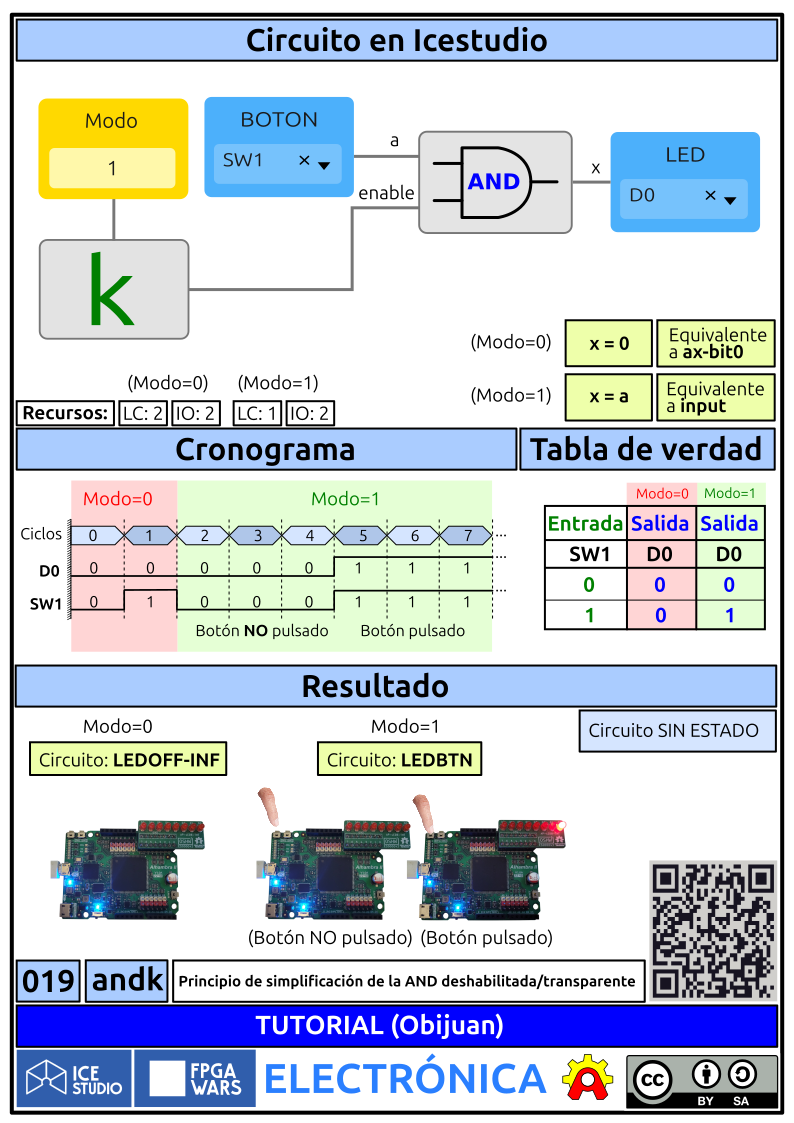 Circuito en Icestudio
Modo
1
BOTON
SW1 ×
a
enable
AND
x
LED
D0 ×
k
(Modo=0) x = 0 Equivalente
a ax-bit0
(Modo=1) x = a Equivalente
a input
(Modo=0) (Modo=1)
Recursos: LC: 2 IO: 2 LC: 1 IO: 2
Cronograma
Modo=0 Modo=1
Ciclos 0 1 2 3 4 5 6 7 ...
D0 0 0 0 0 0 1 1 1 ...
SW1 0 1 0 0 0 1 1 1 ...
Botón NO pulsado Botón pulsado
Tabla de verdad
Modo=0 Modo=1
Entrada Salida Salida
SW1 D0 D0
0 0 0
1 0 1
Resultado
Modo=0 Modo=1
Circuito SIN ESTADO
Circuito: LEDOFF-INF Circuito: LEDBTN
(Botón NO pulsado) (Botón pulsado)
019 andk Principio de simplificación de la AND deshabilitada/transparente
TUTORIAL (Obijuan)
ICE
STUDIO
FPGA
WARS
ELECTRÓNICA
A
cc
BY SA